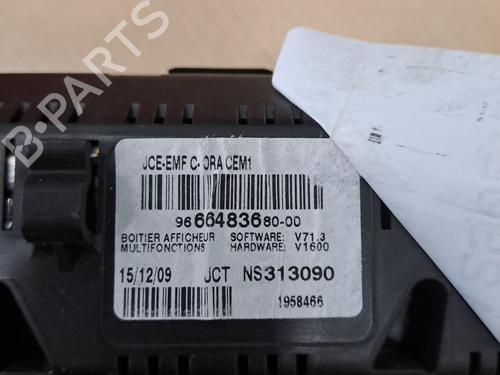 JCE-EMF C-ORA CEM1
96 664836 80-00
BOITIER AFFICHEUR SOFTWARE: V71.3
MULTIFONCTIONS HARDWARE: V1600
15/12/09 JCT NS313090
1958466
B-PARTS